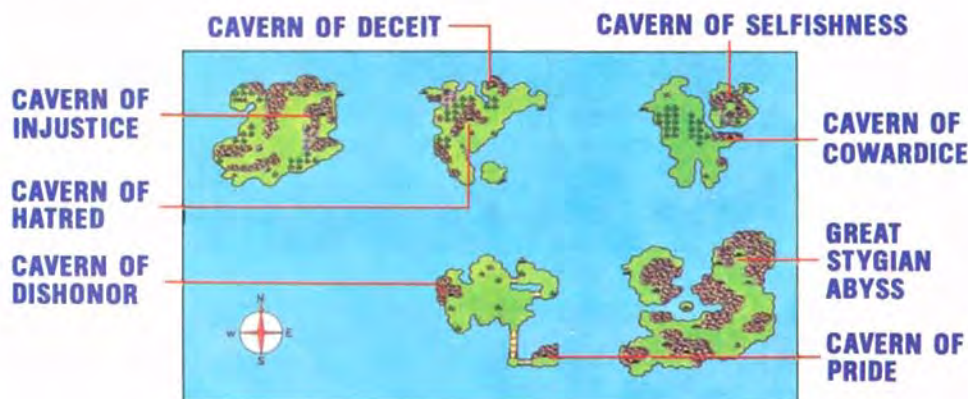 CAVERN OF DECEIT
CAVERN OF SELFISHNESS
CAVERN OF
INJUSTICE
CAVERN OF
COWARDICE
CAVERN OF
HATRED
GREAT
STYGIAN
ABYSS
CAVERN OF
DISHONOR
N
W E
S
CAVERN OF
PRIDE